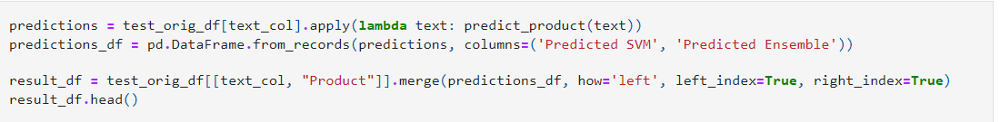 predictions = test_orig_df[text_col].apply(lambda text: predict_product(text))
predictions_df = pd.DataFrame.from_records(predictions, columns=('Predicted SVM', 'Predicted Ensemble'))
result_df = test_orig_df[[text_col, "Product"]].merge(predictions_df, how='left', left_index=True, right_index=True)
result_df.head()